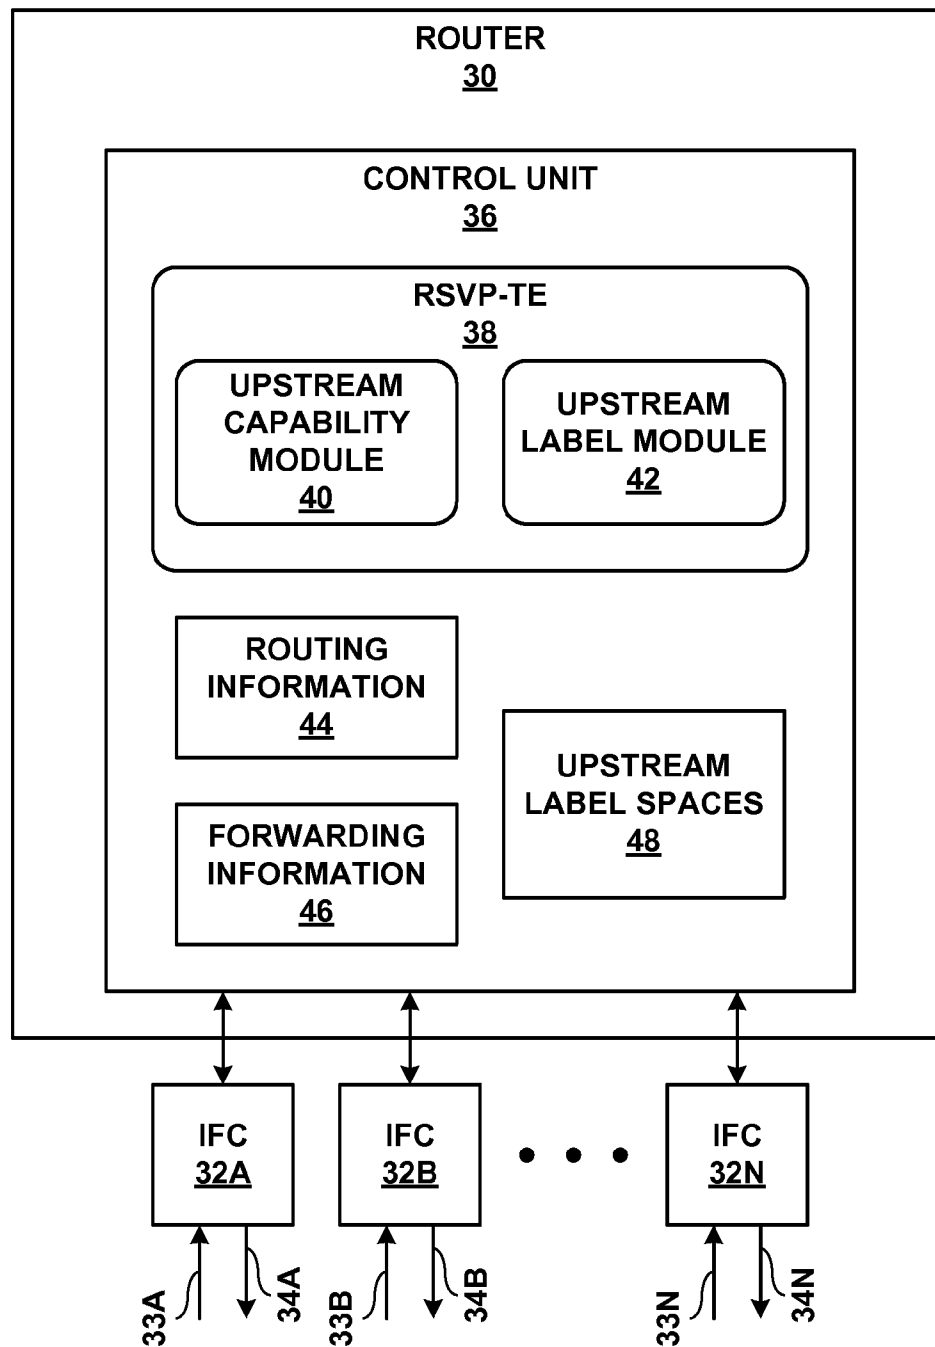 ROUTER
30
CONTROL UNIT
36
RSVP-TE
38
UPSTREAM
CAPABILITY
MODULE
40
UPSTREAM
LABEL MODULE
42
ROUTING
INFORMATION
44
FORWARDING
INFORMATION
46
UPSTREAM
LABEL SPACES
48
IFC
32A
IFC
32B
IFC
32N
33A
34A
33B
34B
33N
34N